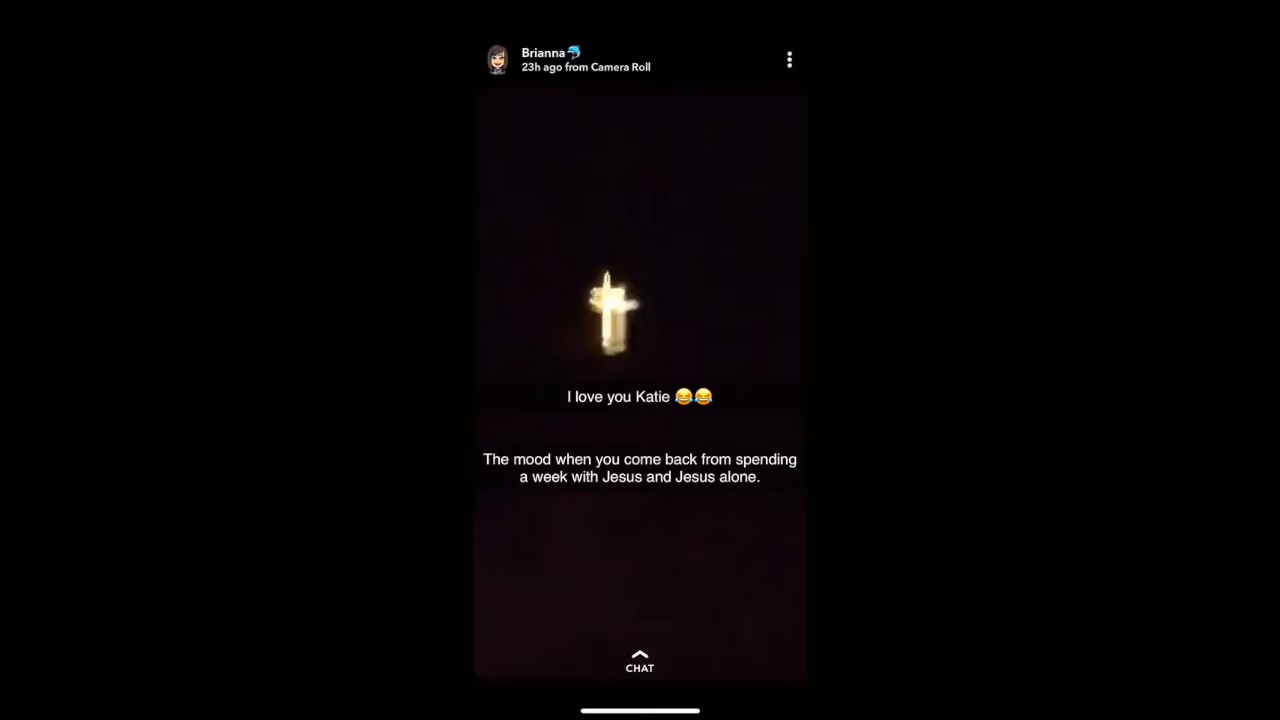 Brianna🐬
23h ago from Camera Roll
I love you Katie 😂😂
The mood when you come back from spending
a week with Jesus and Jesus alone.
CHAT